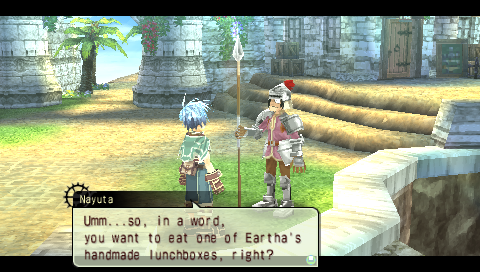 Nayuta
Umm...so, in a word,
you want to eat one of Eartha's
handmade lunchboxes, right?